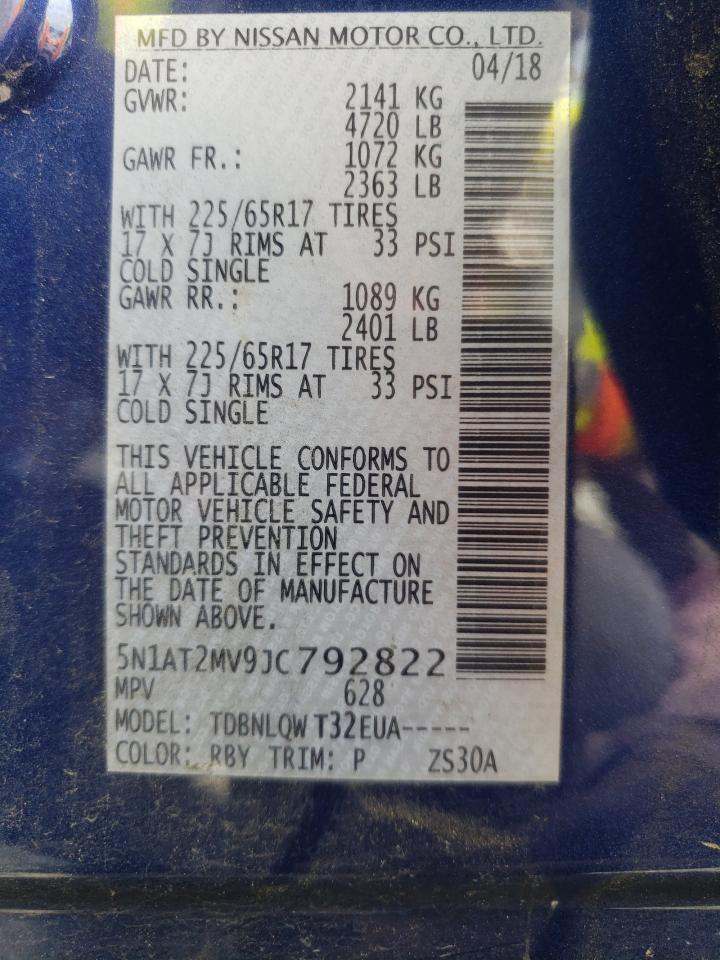 MFD BY NISSAN MOTOR CO., LTD.
DATE: 04/18
GVWR: 2141 KG
4720 LB
GAWR FR.: 1072 KG
2363 LB
WITH 225/65R17 TIRES
17 X 7J RIMS AT 33 PSI
COLD SINGLE
GAWR RR.: 1089 KG
2401 LB
WITH 225/65R17 TIRES
17 X 7J RIMS AT 33 PSI
COLD SINGLE
THIS VEHICLE CONFORMS TO
ALL APPLICABLE FEDERAL
MOTOR VEHICLE SAFETY AND
THEFT PREVENTION
STANDARDS IN EFFECT ON
THE DATE OF MANUFACTURE
SHOWN ABOVE.
5N1AT2MV9JC792822
MPV 628
MODEL: TDBNLQW T32EUA-----
COLOR: RBY TRIM: P ZS30A